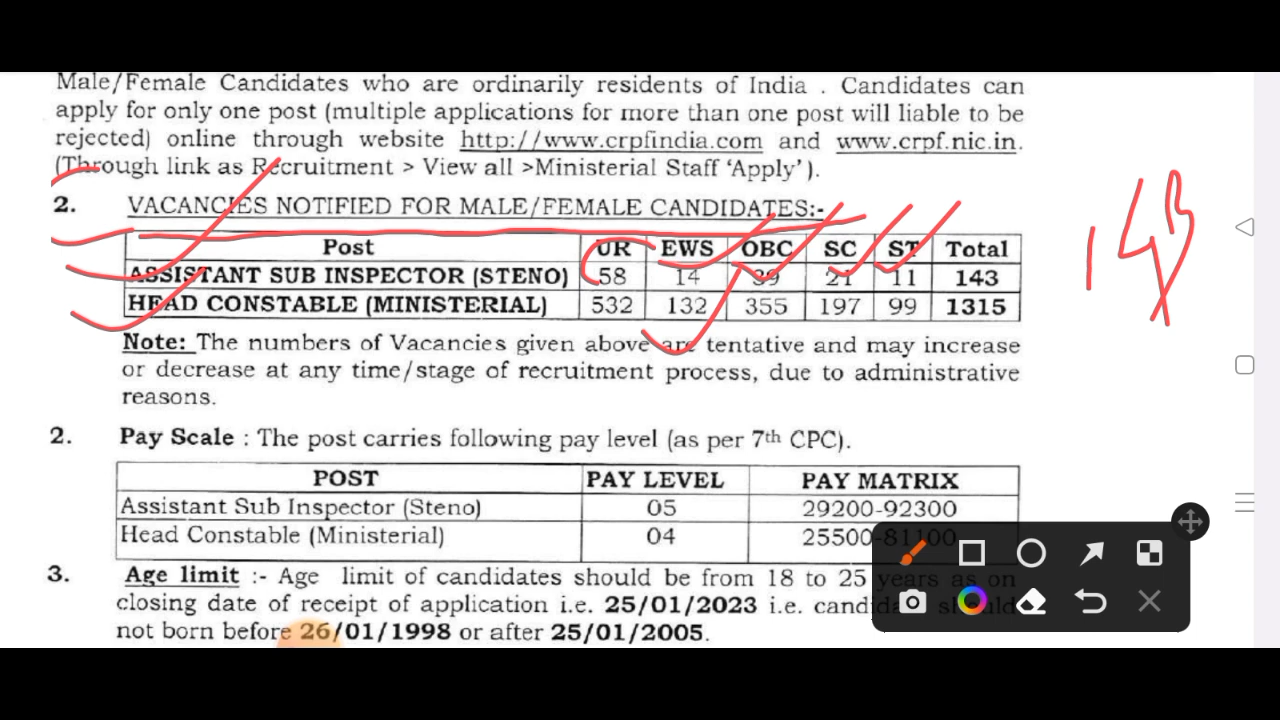 Male/Female Candidates who are ordinarily residents of India . Candidates can
apply for only one post (multiple applications for more than one post will liable to be
rejected) online through website http://www.crpfindia.com and www.crpf.nic.in.
(Through link as Recruitment > View all >Ministerial Staff 'Apply').
2. VACANCIES NOTIFIED FOR MALE/FEMALE CANDIDATES:-
Post UR EWS OBC SC ST Total
ASSISTANT SUB INSPECTOR (STENO) 58 14 39 21 11 143
HEAD CONSTABLE (MINISTERIAL) 532 132 355 197 99 1315
143
Note: The numbers of Vacancies given above are tentative and may increase
or decrease at any time/stage of recruitment process, due to administrative
reasons.
2. Pay Scale : The post carries following pay level (as per 7th CPC).
POST PAY LEVEL PAY MATRIX
Assistant Sub Inspector (Steno) 05 29200-92300
Head Constable (Ministerial) 04 25500-81100
3. Age limit :- Age limit of candidates should be from 18 to 25 years as on
closing date of receipt of application i.e. 25/01/2023 i.e. candidate should
not born before 26/01/1998 or after 25/01/2005.